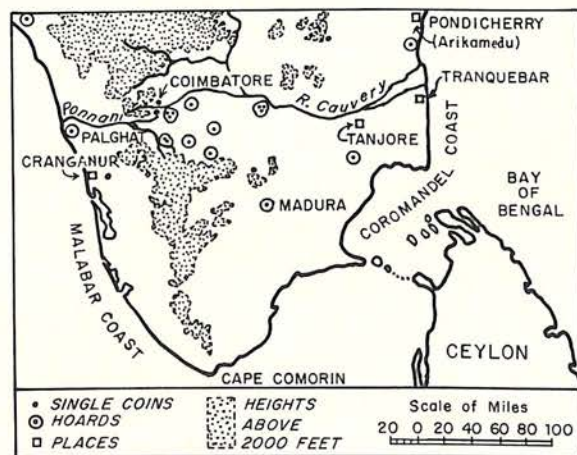 PONDICHERRY
(Arikamedu)
COIMBATORE
TRANQUEBAR
R. Cauvery
Ponnani
PALGHAT
TANJORE
CRANGANUR
COAST
COROMANDEL
BAY
OF
BENGAL
MADURA
MALABAR COAST
CEYLON
CAPE COMORIN
SINGLE COINS
HOARDS
PLACES
HEIGHTS
ABOVE
2000 FEET
Scale of Miles
20 0 20 40 60 80 100